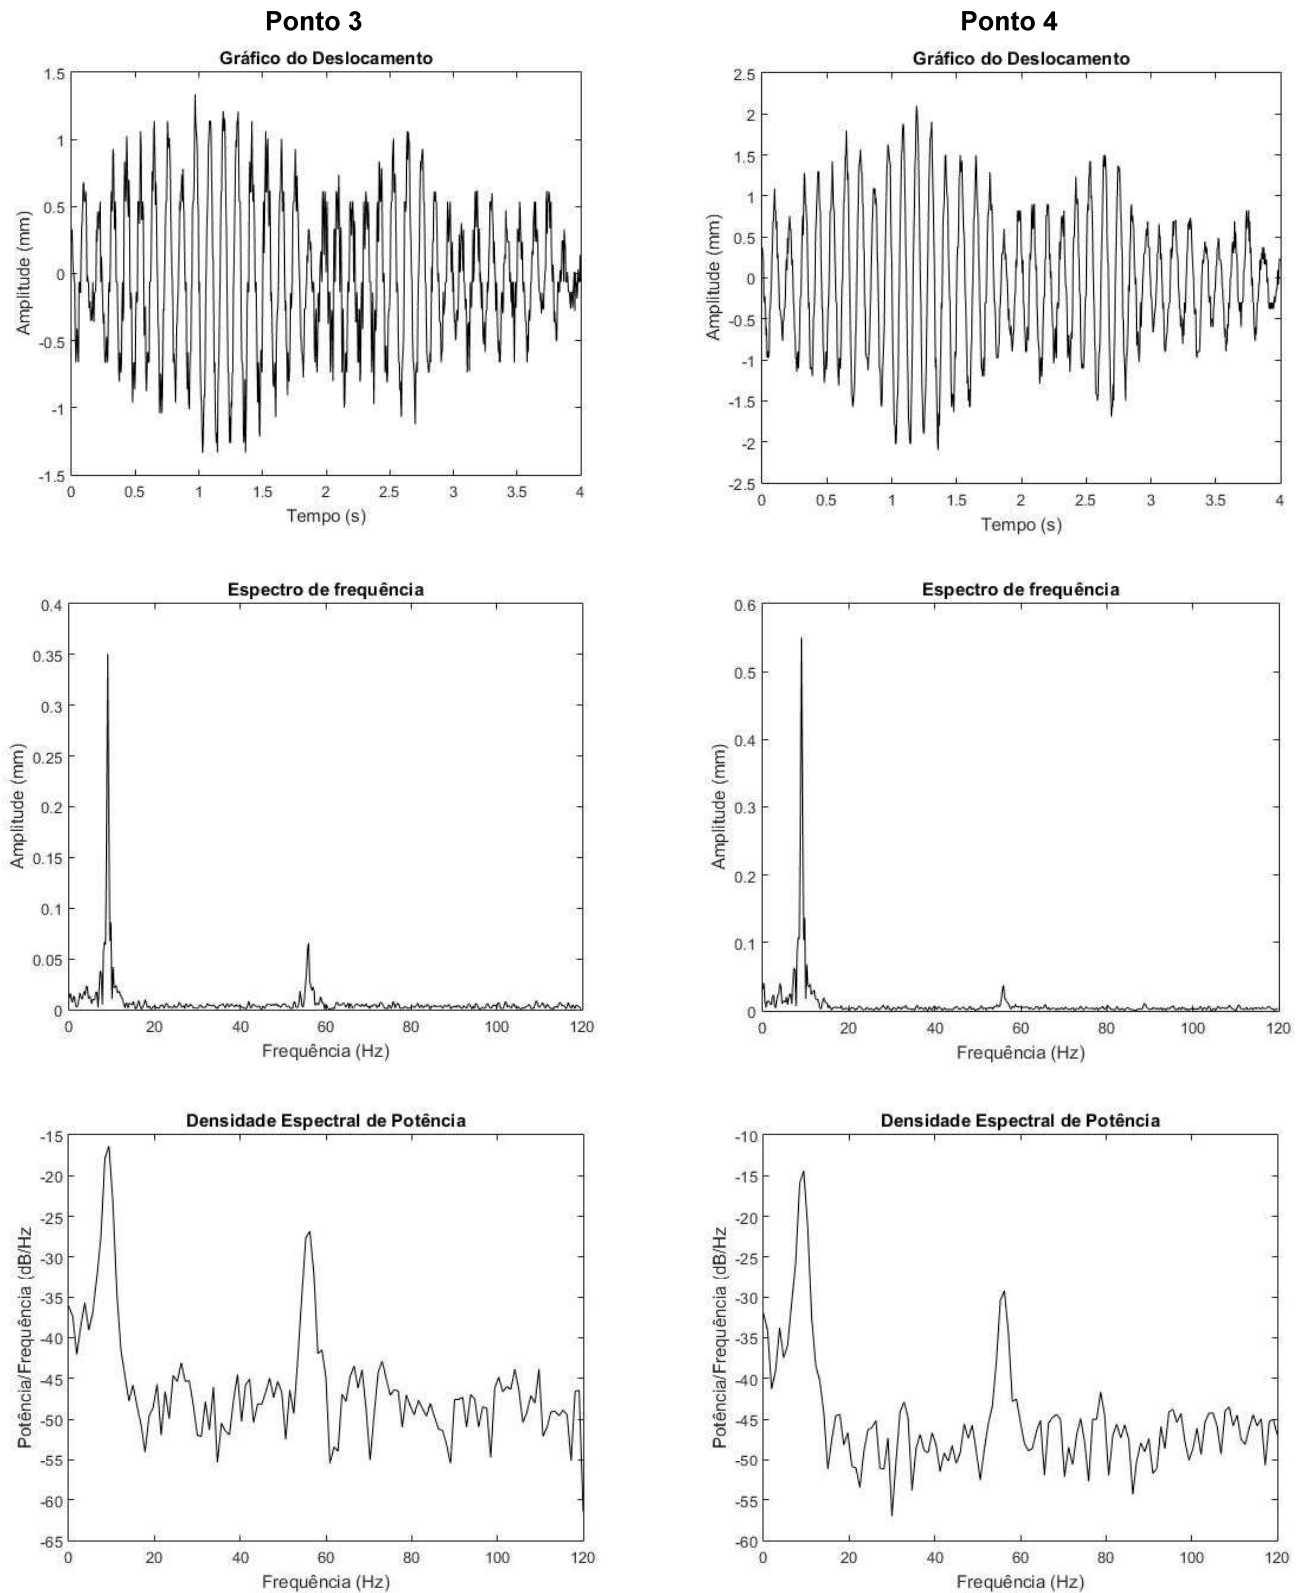 Ponto 3
Gráfico do Deslocamento
1.5
1
0.5
0
-0.5
-1
-1.5
Amplitude (mm)
0 0.5 1 1.5 2 2.5 3 3.5 4
Tempo (s)
Ponto 4
Gráfico do Deslocamento
2.5
2
1.5
1
0.5
0
-0.5
-1
-1.5
-2
-2.5
Amplitude (mm)
0 0.5 1 1.5 2 2.5 3 3.5 4
Tempo (s)
Espectro de frequência
0.4
0.35
0.3
0.25
0.2
0.15
0.1
0.05
0
Amplitude (mm)
0 20 40 60 80 100 120
Frequência (Hz)
Espectro de frequência
0.6
0.5
0.4
0.3
0.2
0.1
0
Amplitude (mm)
0 20 40 60 80 100 120
Frequência (Hz)
Densidade Espectral de Potência
-15
-20
-25
-30
-35
-40
-45
-50
-55
-60
-65
Potência/Frequência (dB/Hz
0 20 40 60 80 100 120
Frequência (Hz)
Densidade Espectral de Potência
-10
-15
-20
-25
-30
-35
-40
-45
-50
-55
-60
Potência/Frequência (dB/Hz
0 20 40 60 80 100 120
Frequência (Hz)